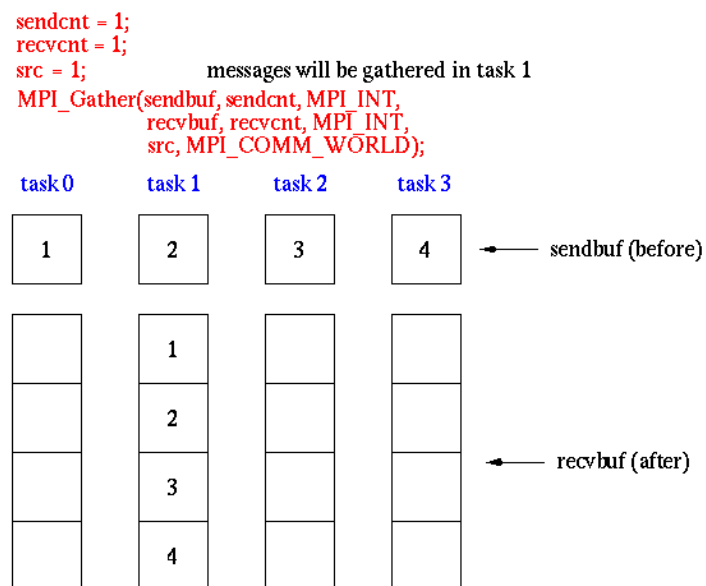 sendcnt = 1;
recvcnt = 1;
src = 1; messages will be gathered in task 1
MPI_Gather(sendbuf, sendcnt, MPI_INT,
recvbuf, recvcnt, MPI_INT,
src, MPI_COMM_WORLD);
task 0 task 1 task 2 task 3
1 2 3 4 sendbuf (before)
1
2
3
recvbuf (after)
4